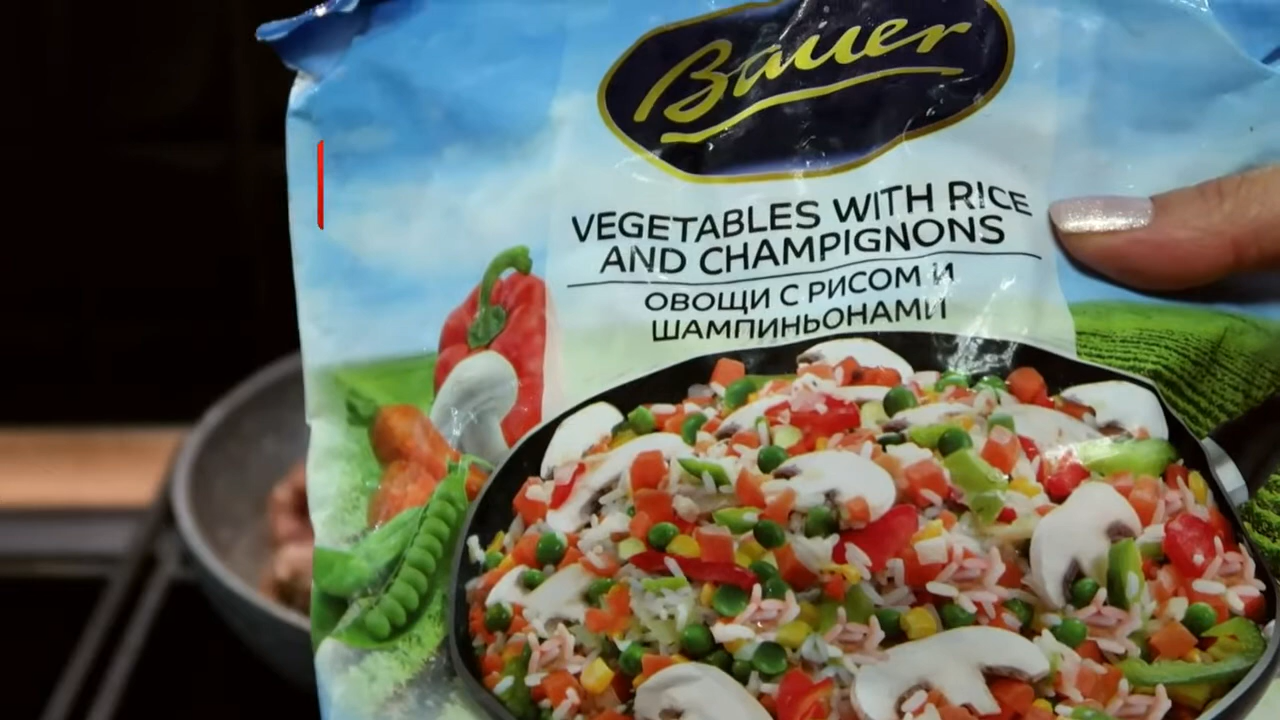 Bauer
VEGETABLES WITH RICE
AND CHAMPIGNONS
ОВОЩИ С РИСОМ И
ШАМПИНЬОНАМИ